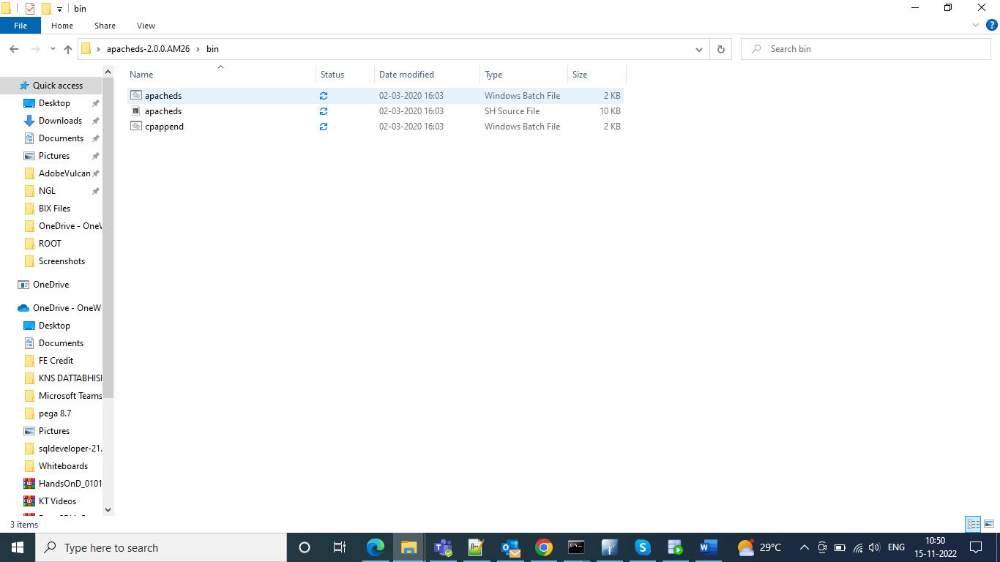 bin
File Home Share View
apacheds-2.0.0.AM26 bin
Search bin
Name Status Date modified Type Size
apacheds 02-03-2020 16:03 Windows Batch File 2 KB
apacheds 02-03-2020 16:03 SH Source File 10 KB
cpappend 02-03-2020 16:03 Windows Batch File 2 KB
Quick access
Desktop
Downloads
Documents
Pictures
AdobeVulcan
NGL
BIX Files
OneDrive - OneW
ROOT
Screenshots
OneDrive
OneDrive - OneW
Desktop
Documents
FE Credit
KNS DATTABHISH
Microsoft Teams
pega 8.7
Pictures
sqldeveloper-21.
Whiteboards
HandsOnD_0101
KT Videos
3 items
Type here to search
29°C
ENG
10:50
15-11-2022